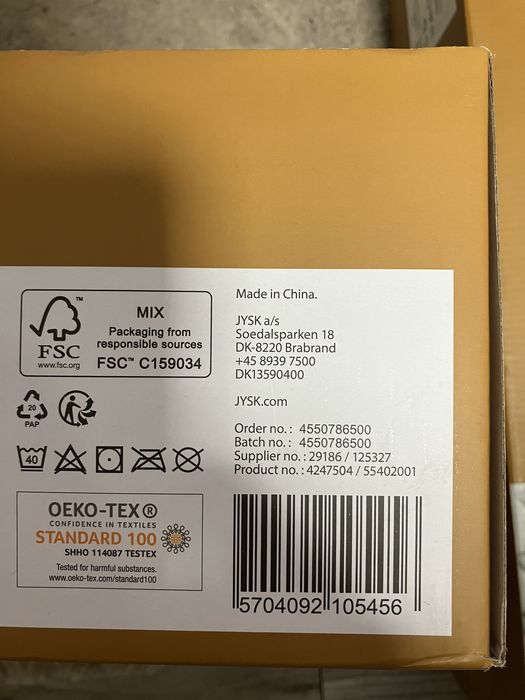 FSC™
www.fsc.org
MIX
Packaging from
responsible sources
FSC™ C159034
20
PAP
40
OEKO-TEX®
CONFIDENCE IN TEXTILES
STANDARD 100
SHHO 114087 TESTEX
Tested for harmful substances.
www.oeko-tex.com/standard100
Made in China.
JYSK a/s
Soedalsparken 18
DK-8220 Brabrand
+45 8939 7500
DK13590400
JYSK.com
Order no.: 4550786500
Batch no.: 4550786500
Supplier no.: 29186 / 125327
Product no.: 4247504 / 55402001
5704092 105456